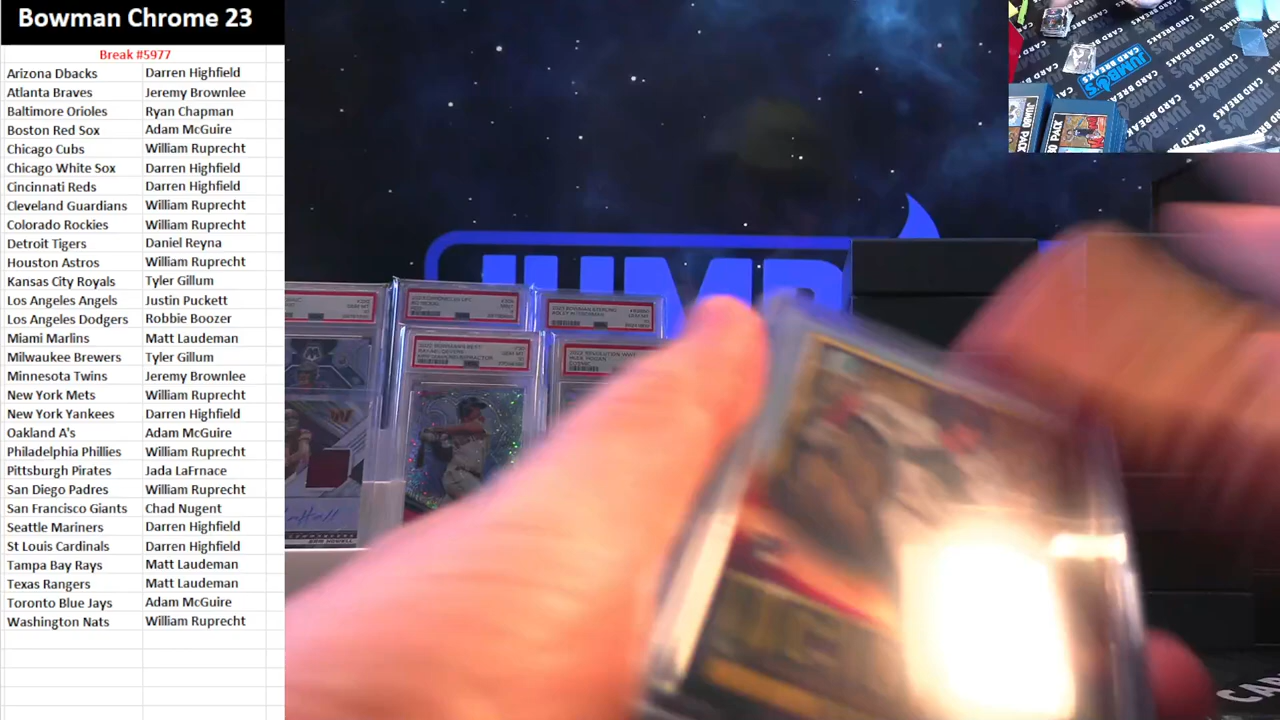 Bowman Chrome 23
Break #5977
Arizona Dbacks Darren Highfield
Atlanta Braves Jeremy Brownlee
Baltimore Orioles Ryan Chapman
Boston Red Sox Adam McGuire
Chicago Cubs William Ruprecht
Chicago White Sox Darren Highfield
Cincinnati Reds Darren Highfield
Cleveland Guardians William Ruprecht
Colorado Rockies William Ruprecht
Detroit Tigers Daniel Reyna
Houston Astros William Ruprecht
Kansas City Royals Tyler Gillum
Los Angeles Angels Justin Puckett
Los Angeles Dodgers Robbie Boozer
Miami Marlins Matt Laudeman
Milwaukee Brewers Tyler Gillum
Minnesota Twins Jeremy Brownlee
New York Mets William Ruprecht
New York Yankees Darren Highfield
Oakland A's Adam McGuire
Philadelphia Phillies William Ruprecht
Pittsburgh Pirates Jada LaFrnace
San Diego Padres William Ruprecht
San Francisco Giants Chad Nugent
Seattle Mariners Darren Highfield
St Louis Cardinals Darren Highfield
Tampa Bay Rays Matt Laudeman
Texas Rangers Matt Laudeman
Toronto Blue Jays Adam McGuire
Washington Nats William Ruprecht
JUMBO'S
CARD BREAKS